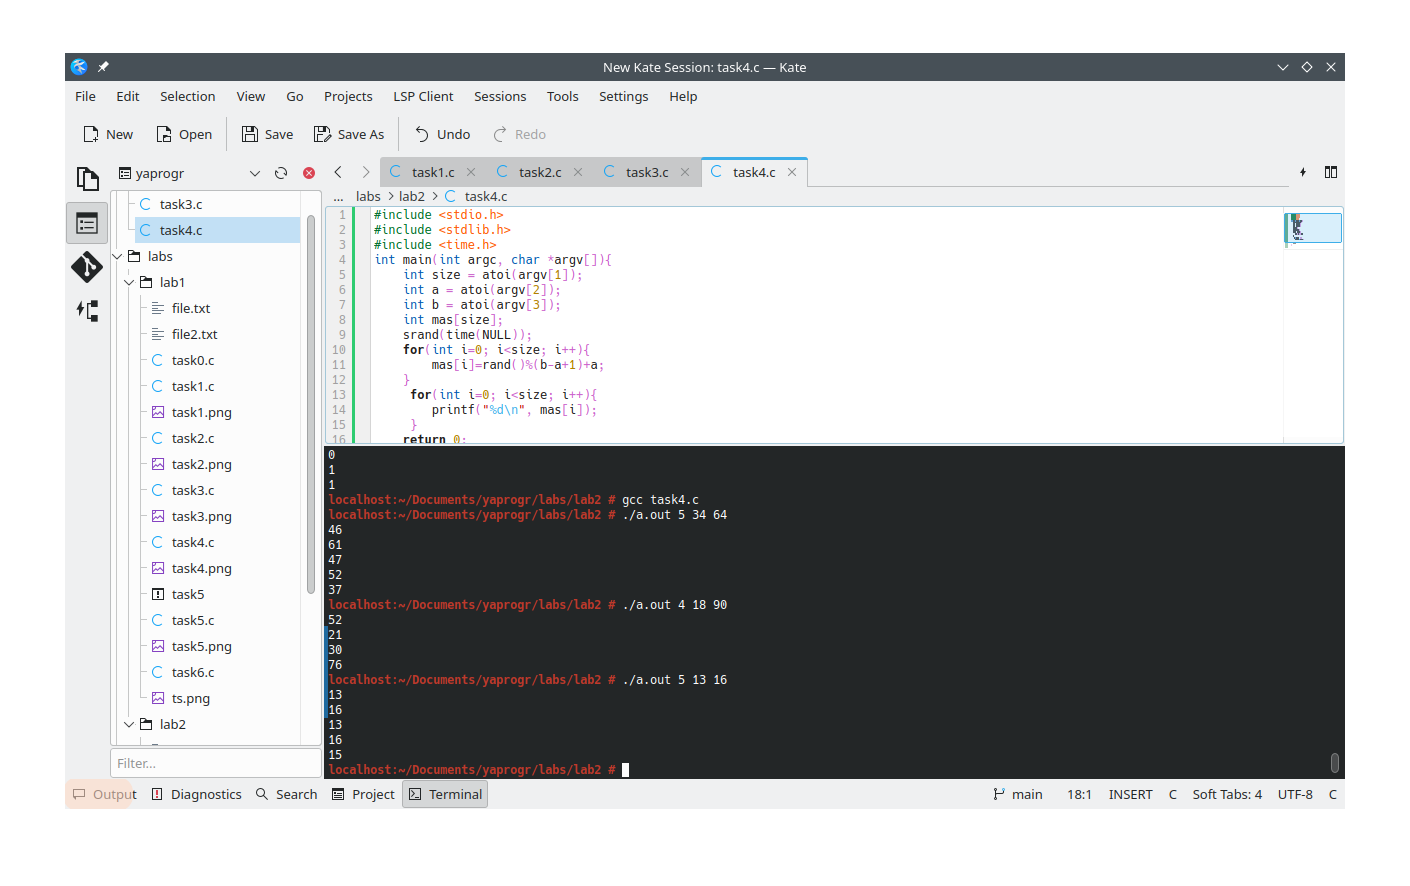 New Kate Session: task4.c — Kate
File Edit Selection View Go Projects LSP Client Sessions Tools Settings Help
New Open Save Save As Undo Redo
yaprogr
task1.c task2.c task3.c task4.c
... labs > lab2 > task4.c
task3.c
task4.c
labs
lab1
file.txt
file2.txt
task0.c
task1.c
task1.png
task2.c
task2.png
task3.c
task3.png
task4.c
task4.png
task5
task5.c
task5.png
task6.c
ts.png
lab2
Filter...
1 #include <stdio.h>
2 #include <stdlib.h>
3 #include <time.h>
4 int main(int argc, char *argv[]){
5 int size = atoi(argv[1]);
6 int a = atoi(argv[2]);
7 int b = atoi(argv[3]);
8 int mas[size];
9 srand(time(NULL));
10 for(int i=0; i<size; i++){
11 mas[i]=rand()%(b-a+1)+a;
12 }
13 for(int i=0; i<size; i++){
14 printf("%d\n", mas[i]);
15 }
16 return 0;
0
1
1
localhost:~/Documents/yaprogr/labs/lab2 # gcc task4.c
localhost:~/Documents/yaprogr/labs/lab2 # ./a.out 5 34 64
46
61
47
52
37
localhost:~/Documents/yaprogr/labs/lab2 # ./a.out 4 18 90
52
21
30
76
localhost:~/Documents/yaprogr/labs/lab2 # ./a.out 5 13 16
13
16
13
16
15
localhost:~/Documents/yaprogr/labs/lab2 #
Output Diagnostics Search Project Terminal main 18:1 INSERT C Soft Tabs: 4 UTF-8 C